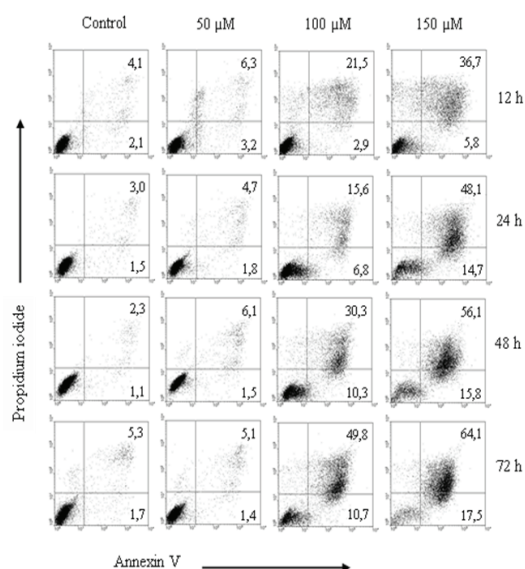 Control 50 µM 100 µM 150 µM
4,1 6,3 21,5 36,7
12 h
2,1 3,2 2,9 5,8
3,0 4,7 15,6 48,1
24 h
1,5 1,8 6,8 14,7
2,3 6,1 30,3 56,1
48 h
1,1 1,5 10,3 15,8
5,3 5,1 49,8 64,1
72 h
1,7 1,4 10,7 17,5
Propidium iodide
Annexin V